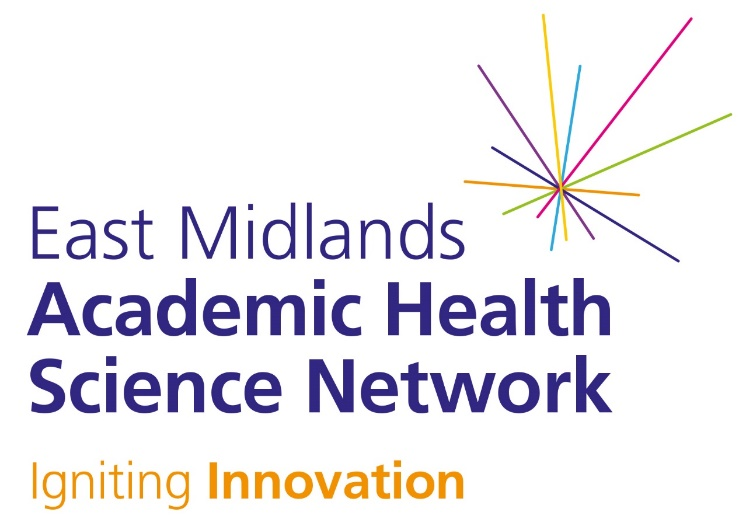 East Midlands
Academic Health
Science Network
Igniting Innovation